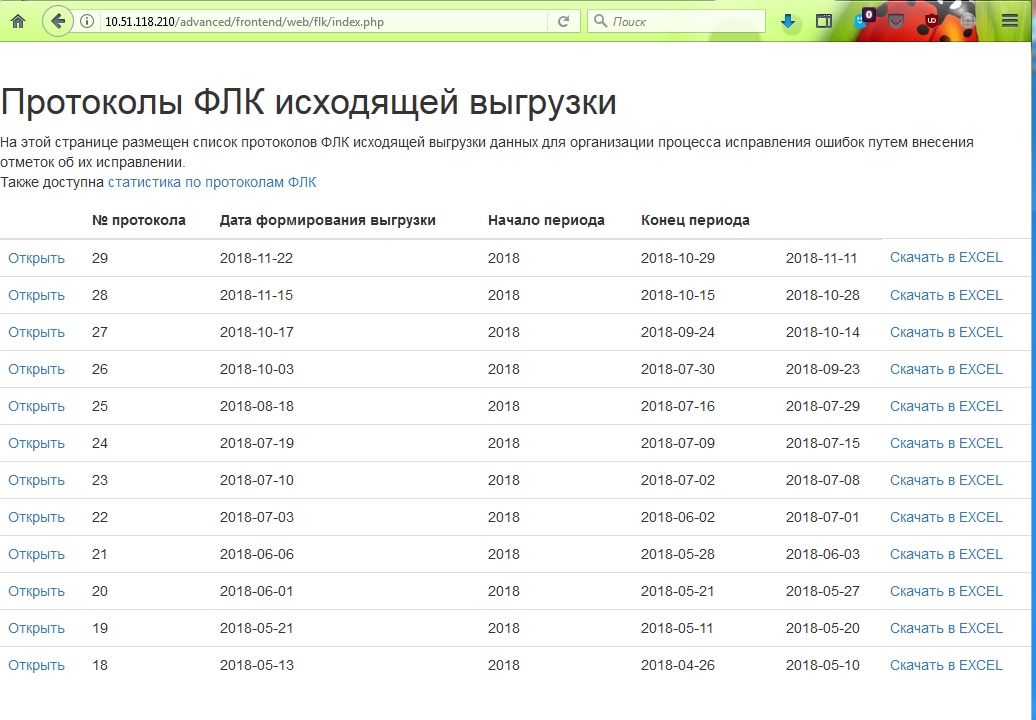 10.51.118.210/advanced/frontend/web/flk/index.php Поиск 0 UD
Протоколы ФЛК исходящей выгрузки
На этой странице размещен список протоколов ФЛК исходящей выгрузки данных для организации процесса исправления ошибок путем внесения
отметок об их исправлении.
Также доступна статистика по протоколам ФЛК
№ протокола Дата формирования выгрузки Начало периода Конец периода
Открыть 29 2018-11-22 2018 2018-10-29 2018-11-11 Скачать в EXCEL
Открыть 28 2018-11-15 2018 2018-10-15 2018-10-28 Скачать в EXCEL
Открыть 27 2018-10-17 2018 2018-09-24 2018-10-14 Скачать в EXCEL
Открыть 26 2018-10-03 2018 2018-07-30 2018-09-23 Скачать в EXCEL
Открыть 25 2018-08-18 2018 2018-07-16 2018-07-29 Скачать в EXCEL
Открыть 24 2018-07-19 2018 2018-07-09 2018-07-15 Скачать в EXCEL
Открыть 23 2018-07-10 2018 2018-07-02 2018-07-08 Скачать в EXCEL
Открыть 22 2018-07-03 2018 2018-06-02 2018-07-01 Скачать в EXCEL
Открыть 21 2018-06-06 2018 2018-05-28 2018-06-03 Скачать в EXCEL
Открыть 20 2018-06-01 2018 2018-05-21 2018-05-27 Скачать в EXCEL
Открыть 19 2018-05-21 2018 2018-05-11 2018-05-20 Скачать в EXCEL
Открыть 18 2018-05-13 2018 2018-04-26 2018-05-10 Скачать в EXCEL